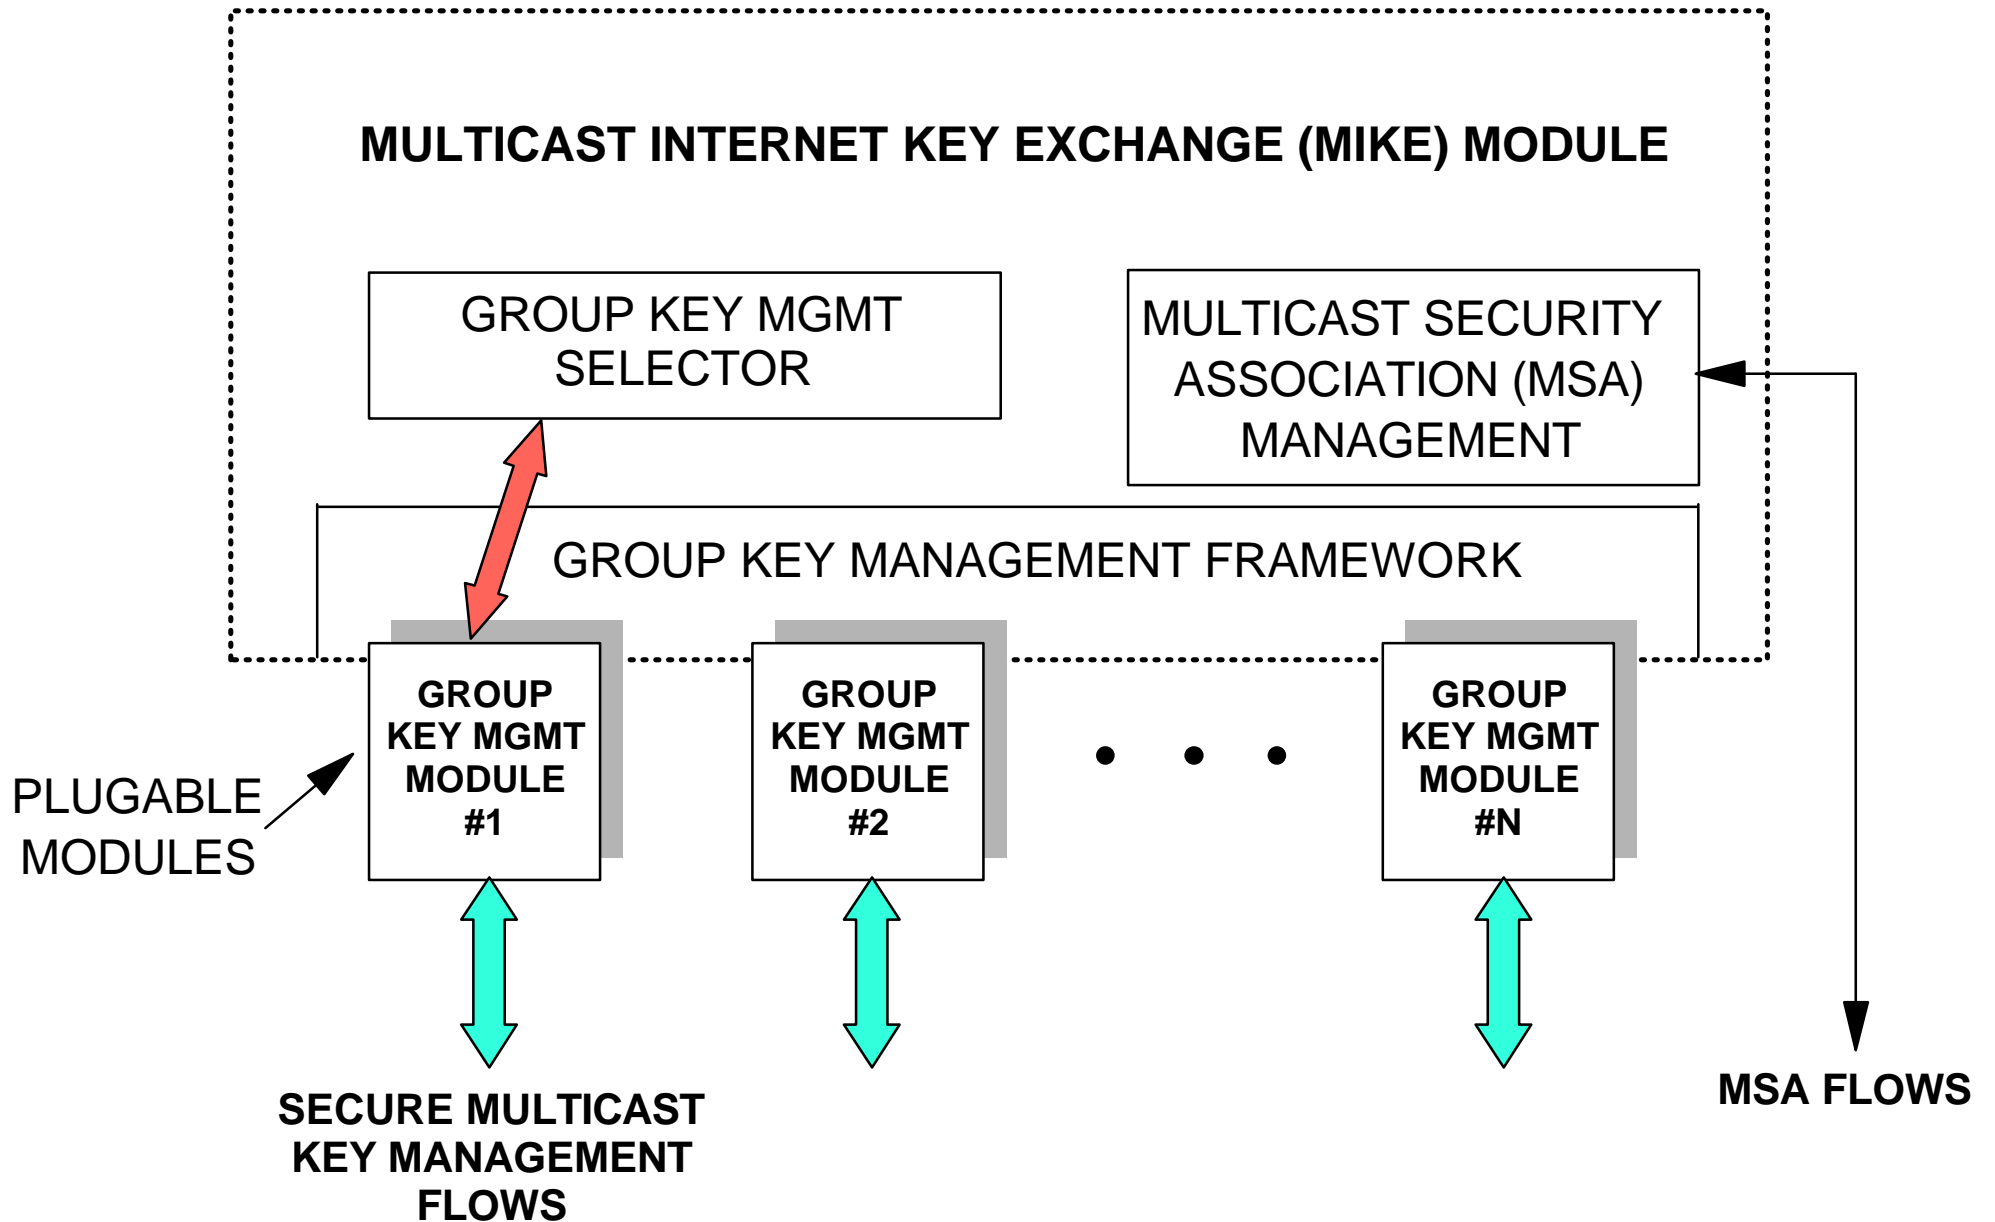 MULTICAST INTERNET KEY EXCHANGE (MIKE) MODULE
GROUP KEY MGMT
SELECTOR
MULTICAST SECURITY
ASSOCIATION (MSA)
MANAGEMENT
GROUP KEY MANAGEMENT FRAMEWORK
PLUGABLE
MODULES
GROUP
KEY MGMT
MODULE
#1
GROUP
KEY MGMT
MODULE
#2
GROUP
KEY MGMT
MODULE
#N
SECURE MULTICAST
KEY MANAGEMENT
FLOWS
MSA FLOWS